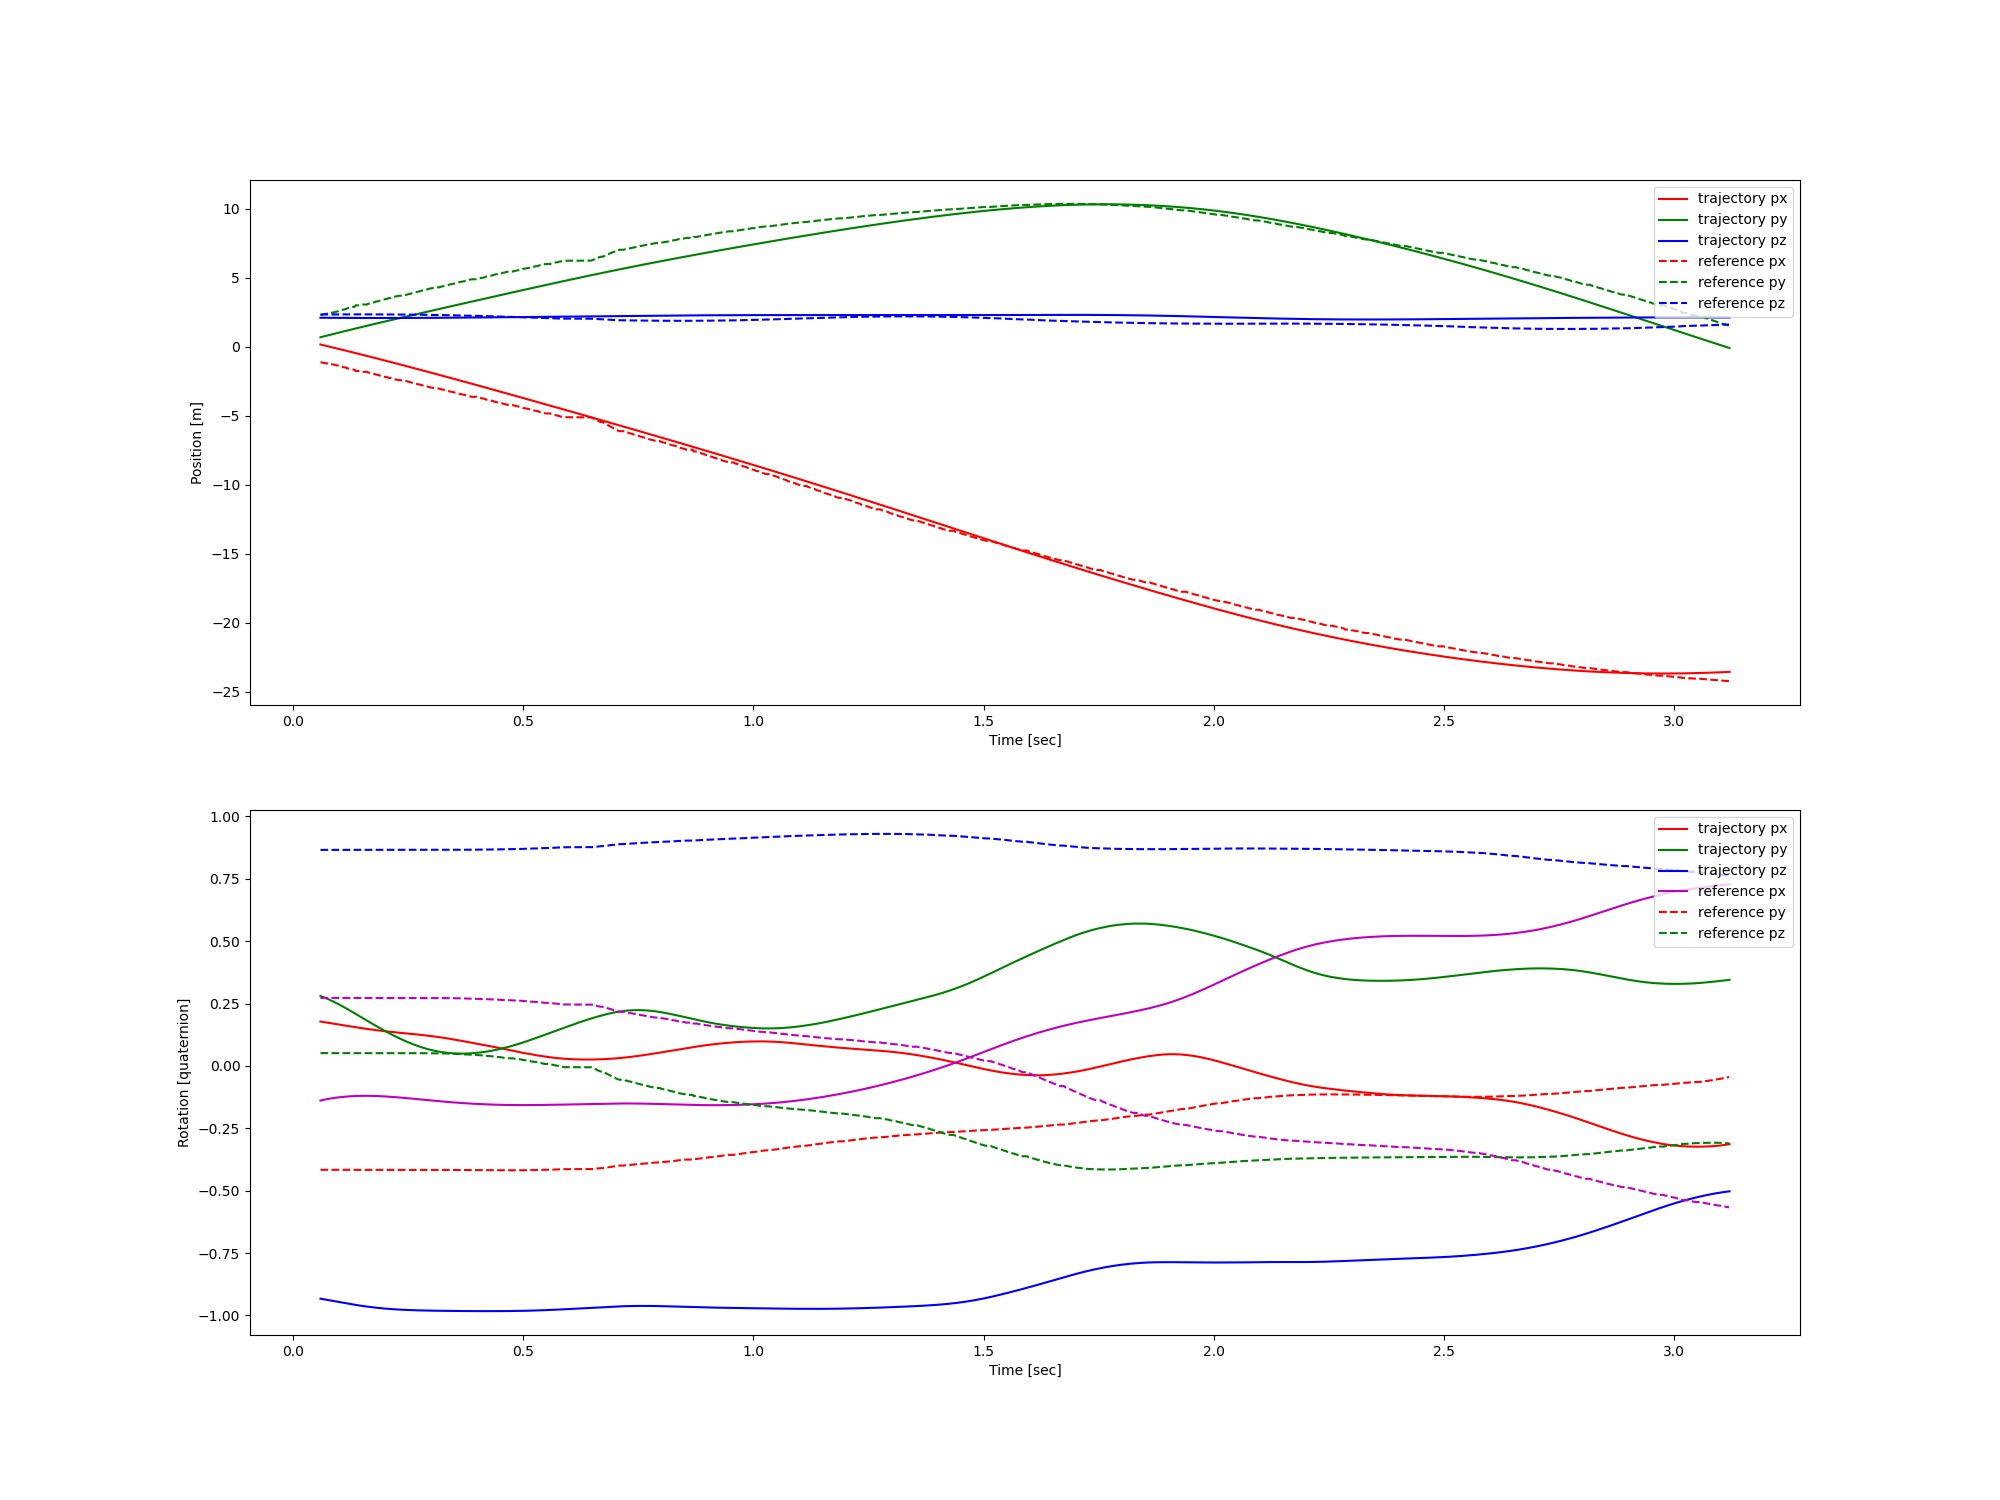 10
5
0
−5
−10
−15
−20
−25
Position [m]
0.0 0.5 1.0 1.5 2.0 2.5 3.0
Time [sec]
trajectory px
trajectory py
trajectory pz
reference px
reference py
reference pz
1.00
0.75
0.50
0.25
0.00
−0.25
−0.50
−0.75
−1.00
Rotation [quaternion]
0.0 0.5 1.0 1.5 2.0 2.5 3.0
Time [sec]
trajectory px
trajectory py
trajectory pz
reference px
reference py
reference pz